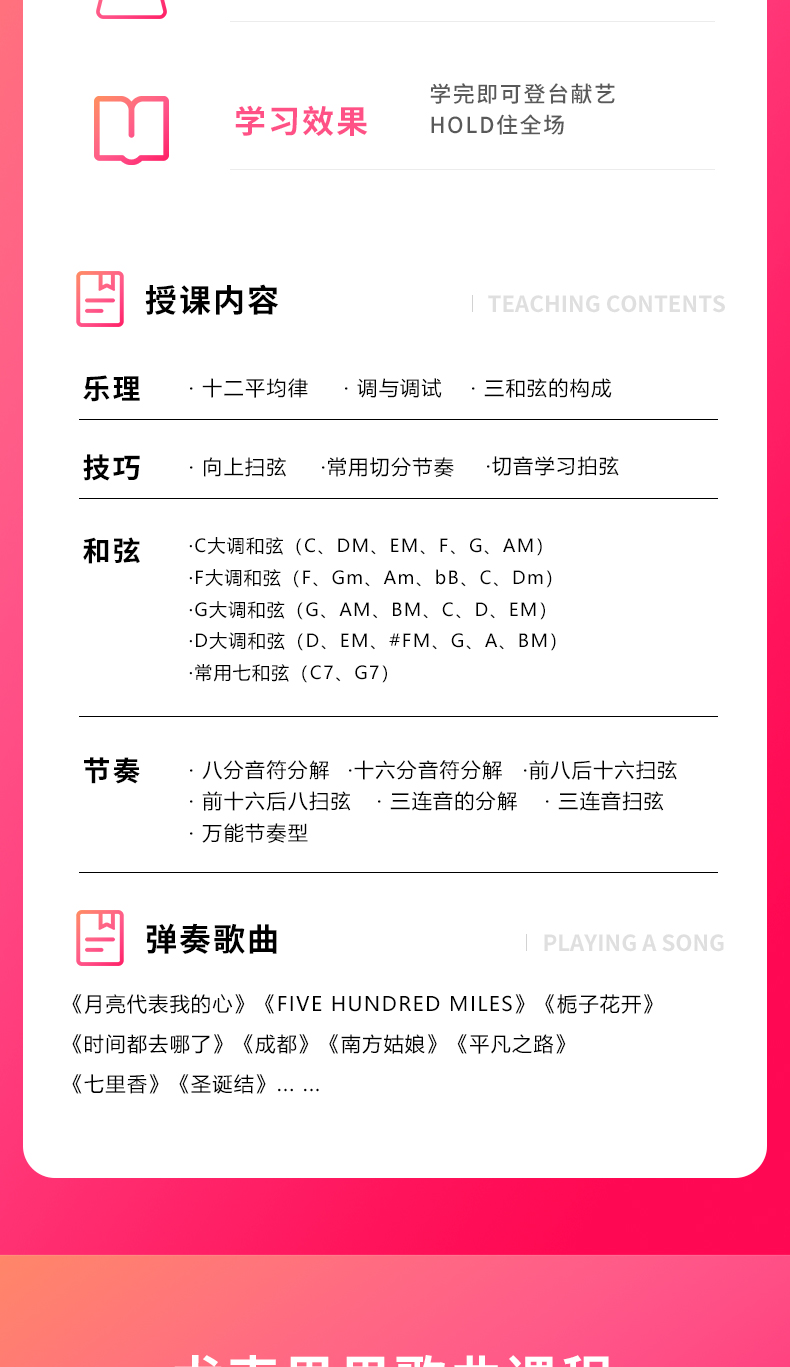 学习效果
学完即可登台献艺
HOLD住全场
授课内容
TEACHING CONTENTS
乐理 · 十二平均律 · 调与调试 · 三和弦的构成
技巧 · 向上扫弦 ·常用切分节奏 ·切音学习拍弦
和弦 ·C大调和弦（C、DM、EM、F、G、AM）
·F大调和弦（F、Gm、Am、bB、C、Dm）
·G大调和弦（G、AM、BM、C、D、EM）
·D大调和弦（D、EM、#FM、G、A、BM）
·常用七和弦（C7、G7）
节奏 · 八分音符分解 ·十六分音符分解 ·前八后十六扫弦
· 前十六后八扫弦 · 三连音的分解 · 三连音扫弦
· 万能节奏型
弹奏歌曲
PLAYING A SONG
《月亮代表我的心》《FIVE HUNDRED MILES》《栀子花开》
《时间都去哪了》《成都》《南方姑娘》《平凡之路》
《七里香》《圣诞结》... ...